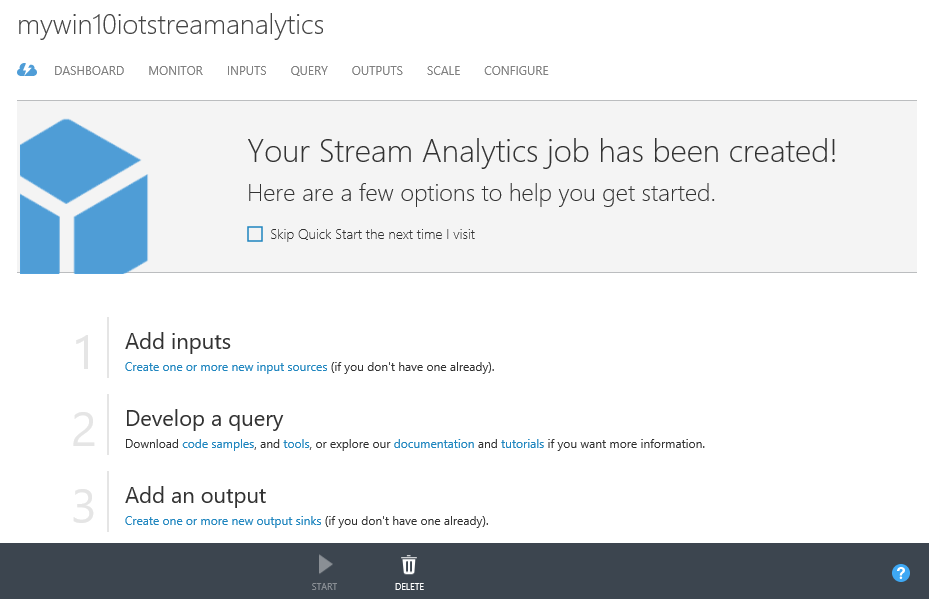 mywin10iotstreamanalytics
DASHBOARD MONITOR INPUTS QUERY OUTPUTS SCALE CONFIGURE
Your Stream Analytics job has been created!
Here are a few options to help you get started.
Skip Quick Start the next time I visit
1 Add inputs
Create one or more new input sources (if you don't have one already).
2 Develop a query
Download code samples, and tools, or explore our documentation and tutorials if you want more information.
3 Add an output
Create one or more new output sinks (if you don't have one already).
START DELETE ?